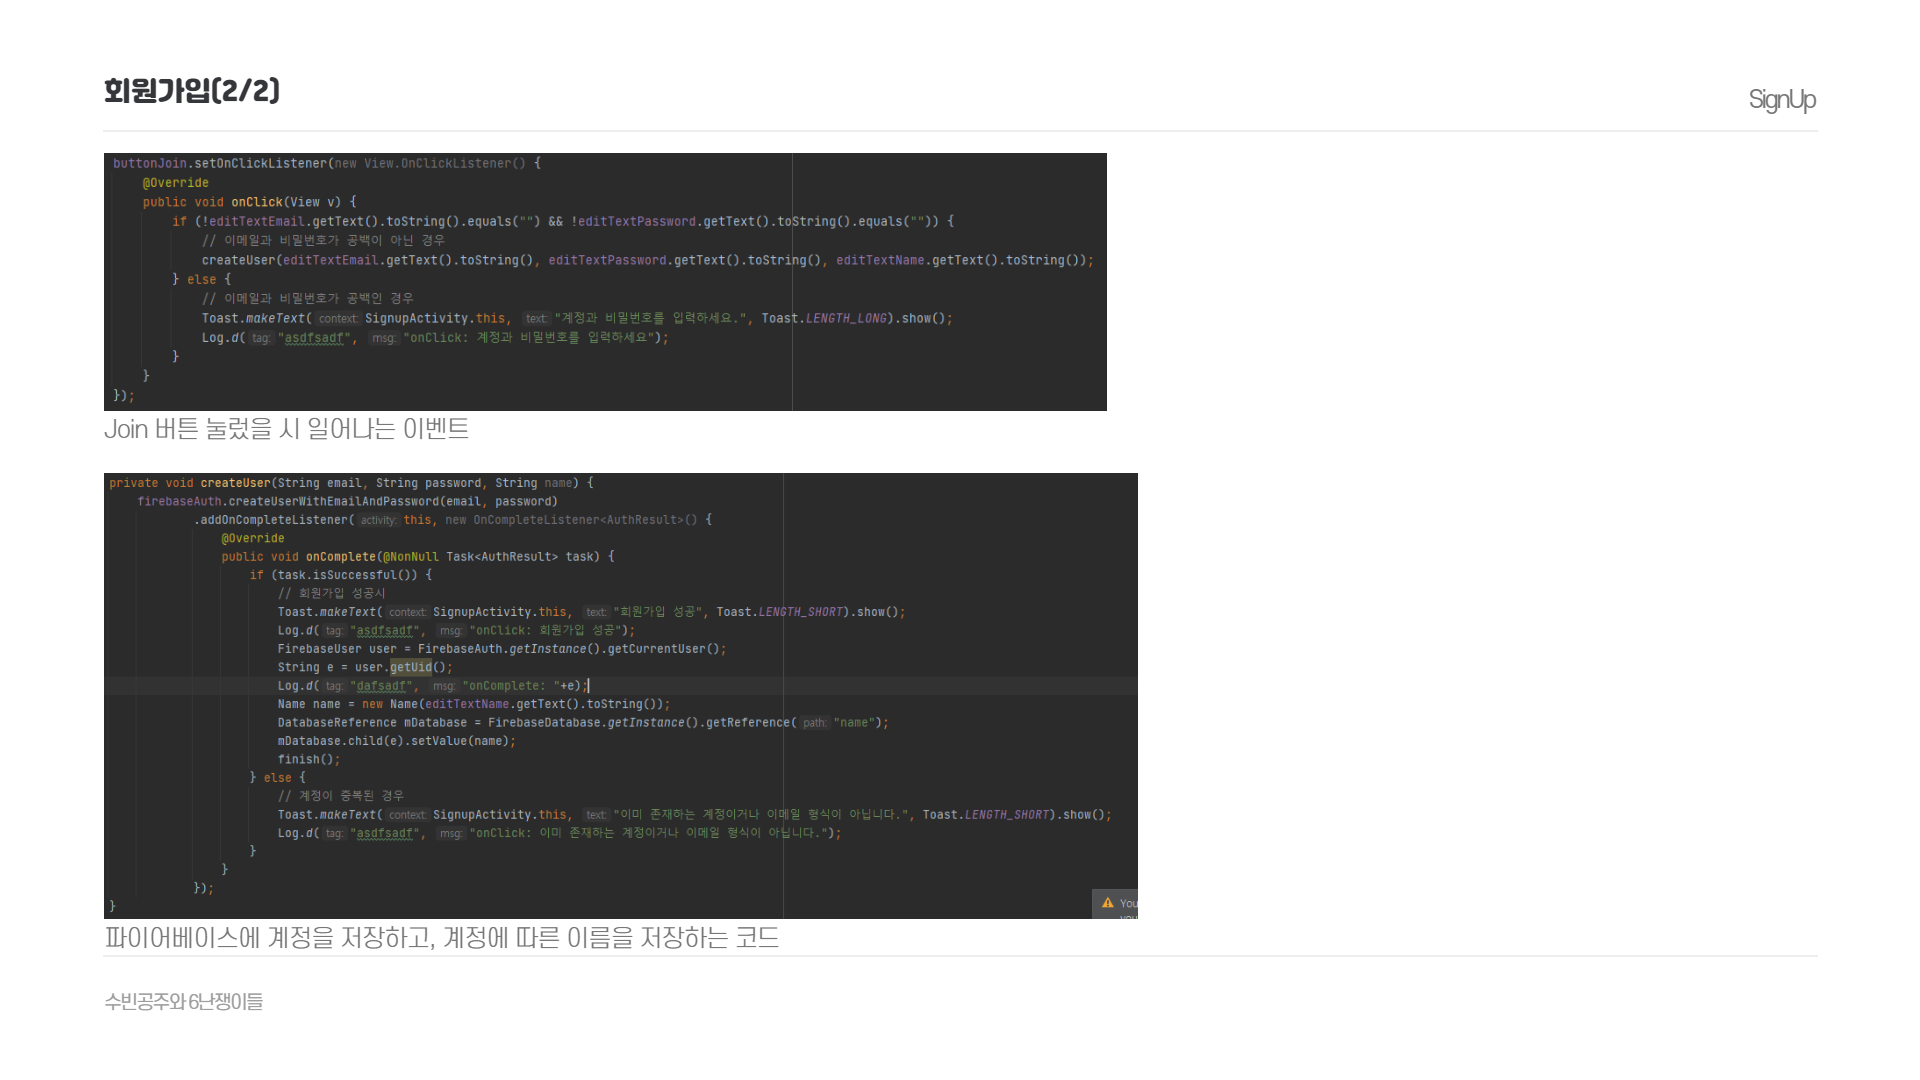 회원가입(2/2)
SignUp
buttonJoin.setOnClickListener(new View.OnClickListener() {
@Override
public void onClick(View v) {
if (!editTextEmail.getText().toString().equals("") && !editTextPassword.getText().toString().equals("")) {
// 이메일과 비밀번호가 공백이 아닌 경우
createUser(editTextEmail.getText().toString(), editTextPassword.getText().toString(), editTextName.getText().toString());
} else {
// 이메일과 비밀번호가 공백인 경우
Toast.makeText( context: SignupActivity.this, text: "계정과 비밀번호를 입력하세요.", Toast.LENGTH_LONG).show();
Log.d( tag: "asdfsadf", msg: "onClick: 계정과 비밀번호를 입력하세요");
}
}
});
Join 버튼 눌렀을 시 일어나는 이벤트
private void createUser(String email, String password, String name) {
firebaseAuth.createUserWithEmailAndPassword(email, password)
.addOnCompleteListener( activity: this, new OnCompleteListener<AuthResult>() {
@Override
public void onComplete(@NonNull Task<AuthResult> task) {
if (task.isSuccessful()) {
// 회원가입 성공시
Toast.makeText( context: SignupActivity.this, text: "회원가입 성공", Toast.LENGTH_SHORT).show();
Log.d( tag: "asdfsadf", msg: "onClick: 회원가입 성공");
FirebaseUser user = FirebaseAuth.getInstance().getCurrentUser();
String e = user.getUid();
Log.d( tag: "dafsadf", msg: "onComplete: "+e);
Name name = new Name(editTextName.getText().toString());
DatabaseReference mDatabase = FirebaseDatabase.getInstance().getReference( path: "name");
mDatabase.child(e).setValue(name);
finish();
} else {
// 계정이 중복된 경우
Toast.makeText( context: SignupActivity.this, text: "이미 존재하는 계정이거나 이메일 형식이 아닙니다.", Toast.LENGTH_SHORT).show();
Log.d( tag: "asdfsadf", msg: "onClick: 이미 존재하는 계정이거나 이메일 형식이 아닙니다.");
}
}
});
}
You
파이어베이스에 계정을 저장하고, 계정에 따른 이름을 저장하는 코드
수빈공주와 6난쟁이들